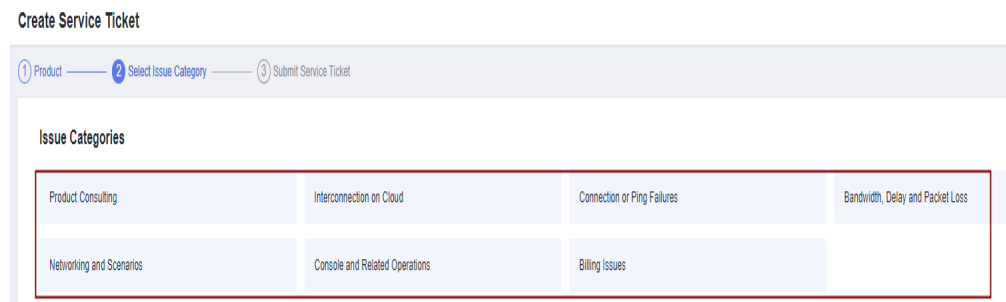 Create Service Ticket
1 Product 2 Select Issue Category 3 Submit Service Ticket
Issue Categories
Product Consulting Interconnection on Cloud Connection or Ping Failures Bandwidth, Delay and Packet Loss
Networking and Scenarios Console and Related Operations Billing Issues